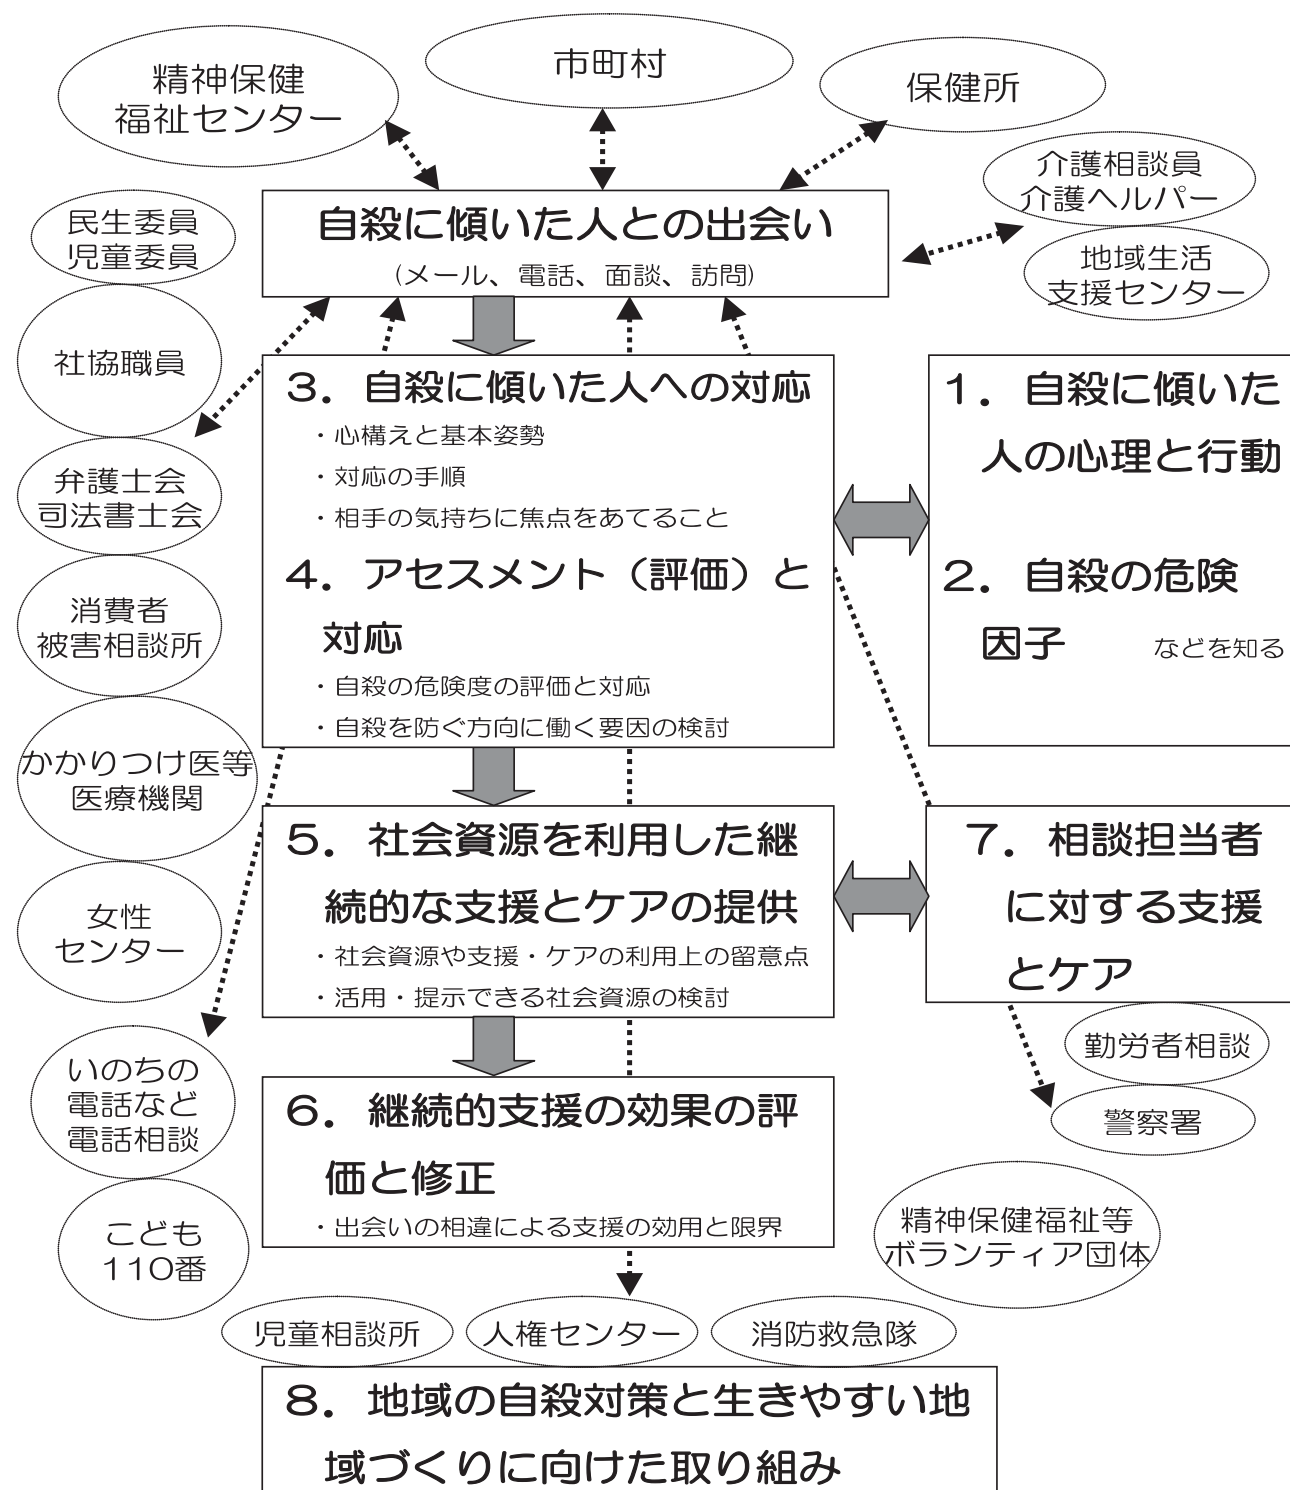 精神保健
福祉センター
市町村
保健所
介護相談員
介護ヘルパー
地域生活
支援センター
民生委員
児童委員
自殺に傾いた人との出会い
(メール、電話、面談、訪問)
社協職員
弁護士会
司法書士会
消費者
被害相談所
かかりつけ医等
医療機関
女性
センター
いのちの
電話など
電話相談
こども
110番
3．自殺に傾いた人への対応
・心構えと基本姿勢
・対応の手順
・相手の気持ちに焦点をあてること
4．アセスメント（評価）と
対応
・自殺の危険度の評価と対応
・自殺を防ぐ方向に働く要因の検討
1．自殺に傾いた
人の心理と行動
2．自殺の危険
因子　などを知る
5．社会資源を利用した継
続的な支援とケアの提供
・社会資源や支援・ケアの利用上の留意点
・活用・提示できる社会資源の検討
7．相談担当者
に対する支援
とケア
勤労者相談
警察署
6．継続的支援の効果の評
価と修正
・出会いの相違による支援の効用と限界
精神保健福祉等
ボランティア団体
児童相談所
人権センター
消防救急隊
8．地域の自殺対策と生きやすい地
域づくりに向けた取り組み